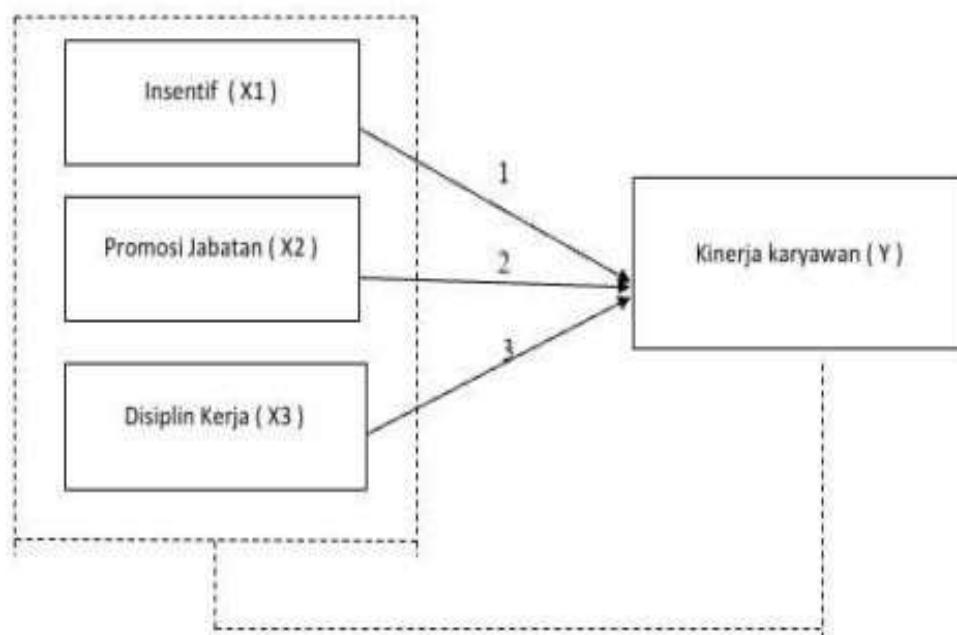 Insentif ( X1 )
1
Promosi Jabatan ( X2 )
2
Kinerja karyawan ( Y )
3
Disiplin Kerja ( X3 )